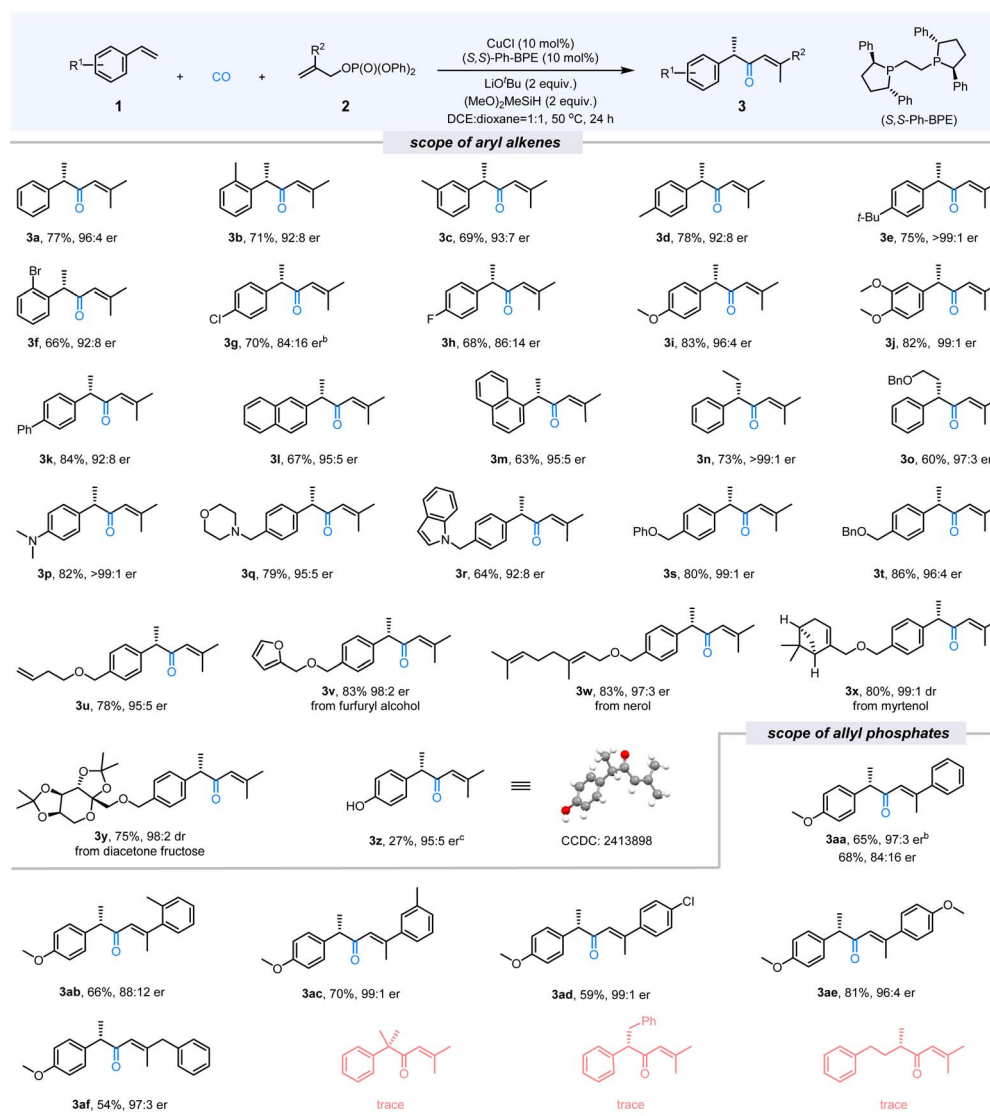 R¹
1
+
CO
+
R²
OP(O)(OPh)₂
2
CuCl (10 mol%)
(S,S)-Ph-BPE (10 mol%)
LiOᵗBu (2 equiv.)
(MeO)₂MeSiH (2 equiv.)
DCE:dioxane=1:1, 50 °C, 24 h
R¹
O
R²
3
Ph
P
P
Ph
Ph
Ph
(S,S-Ph-BPE)
scope of aryl alkenes
O
O
O
O
t-Bu
O
3a, 77%, 96:4 er
3b, 71%, 92:8 er
3c, 69%, 93:7 er
3d, 78%, 92:8 er
3e, 75%, >99:1 er
Br
O
Cl
O
F
O
O
O
O
O
O
3f, 66%, 92:8 er
3g, 70%, 84:16 erᵇ
3h, 68%, 86:14 er
3i, 83%, 96:4 er
3j, 82%, 99:1 er
Ph
O
O
O
O
BnO
O
3k, 84%, 92:8 er
3l, 67%, 95:5 er
3m, 63%, 95:5 er
3n, 73%, >99:1 er
3o, 60%, 97:3 er
N
O
O
N
O
N
O
PhO
O
BnO
O
3p, 82%, >99:1 er
3q, 79%, 95:5 er
3r, 64%, 92:8 er
3s, 80%, 99:1 er
3t, 86%, 96:4 er
O
O
O
O
O
O
O
H
H
O
O
3u, 78%, 95:5 er
3v, 83% 98:2 er
from furfuryl alcohol
3w, 83%, 97:3 er
from nerol
3x, 80%, 99:1 dr
from myrtenol
scope of allyl phosphates
O
O
O
O
O
O
O
3y, 75%, 98:2 dr
from diacetone fructose
HO
O
3z, 27%, 95:5 erᶜ
CCDC: 2413898
O
O
3aa, 65%, 97:3 erᵇ
68%, 84:16 er
O
O
O
O
O
O
Cl
O
O
O
3ab, 66%, 88:12 er
3ac, 70%, 99:1 er
3ad, 59%, 99:1 er
3ae, 81%, 96:4 er
O
O
O
Ph
O
O
3af, 54%, 97:3 er
trace
trace
trace